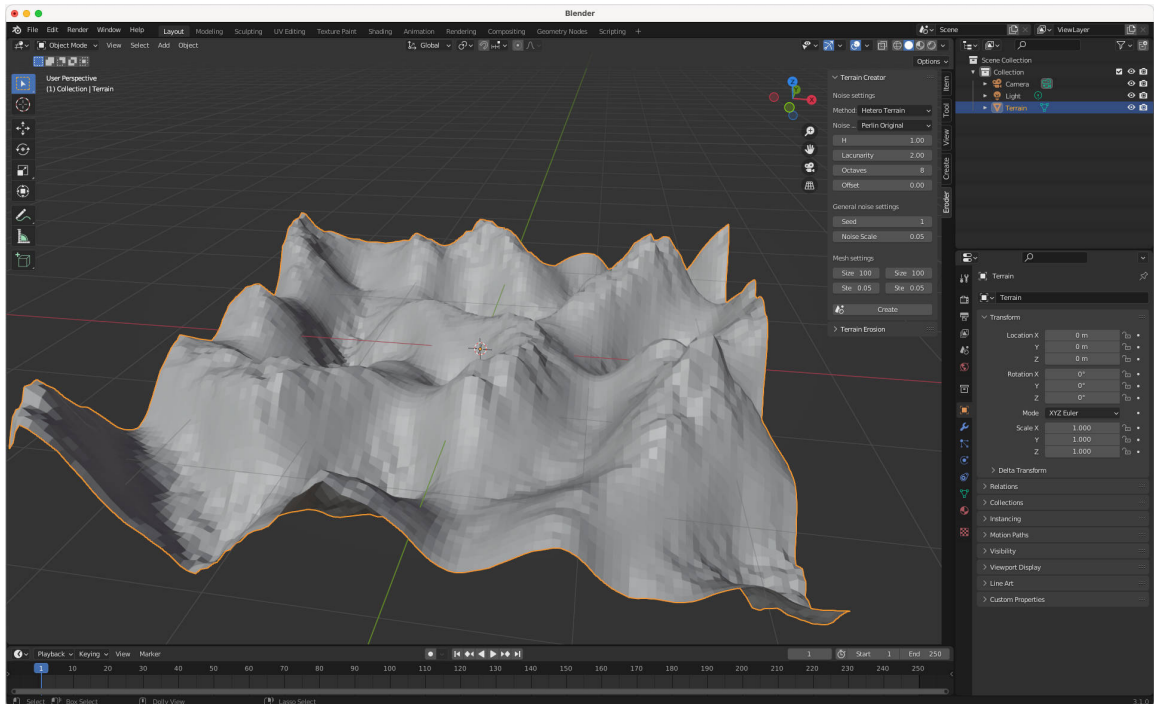 Blender
File Edit Render Window Help Layout Modeling Sculpting UV Editing Texture Paint Shading Animation Rendering Compositing Geometry Nodes Scripting + Scene ViewLayer
Object Mode View Select Add Object Global
Options
User Perspective
(1) Collection | Terrain
Z
Y
X
Terrain Creator
Noise settings
Method: Hetero Terrain
Noise .. Perlin Original
H 1.00
Lacunarity 2.00
Octaves 8
Offset 0.00
General noise settings
Seed 1
Noise Scale 0.05
Mesh settings
Size 100 Size 100
Ste 0.05 Ste 0.05
Create
Terrain Erosion
Item
Tool
View
Create
Eroder
Scene Collection
Collection
Camera
Light
Terrain
Terrain
Terrain
Transform
Location X 0 m
Y 0 m
Z 0 m
Rotation X 0°
Y 0°
Z 0°
Mode XYZ Euler
Scale X 1.000
Y 1.000
Z 1.000
Delta Transform
Relations
Collections
Instancing
Motion Paths
Visibility
Viewport Display
Line Art
Custom Properties
Playback Keying View Marker 1 Start 1 End 250
1 10 20 30 40 50 60 70 80 90 100 110 120 130 140 150 160 170 180 190 200 210 220 230 240 250
Select Box Select Dolly View Lasso Select 3.1.0